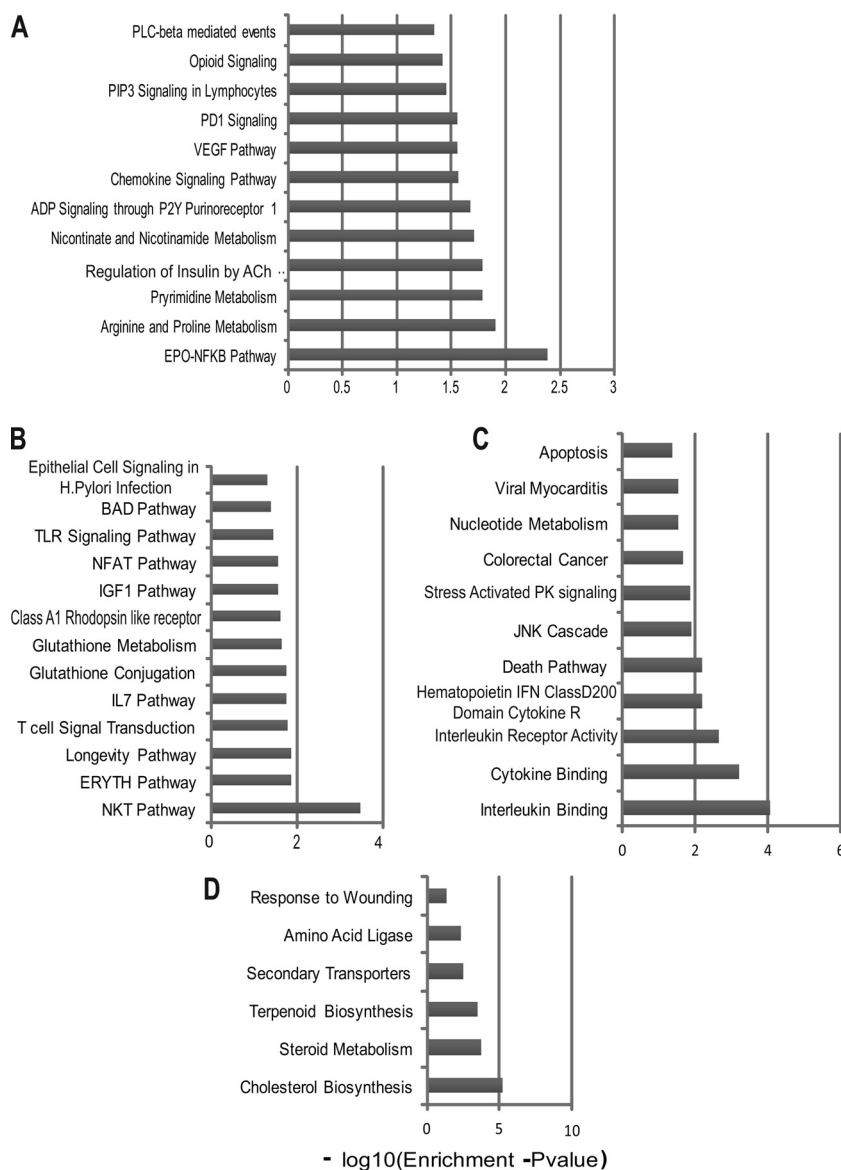 A
PLC-beta mediated events
Opioid Signaling
PIP3 Signaling in Lymphocytes
PD1 Signaling
VEGF Pathway
Chemokine Signaling Pathway
ADP Signaling through P2Y Purinoreceptor 1
Nicontinate and Nicotinamide Metabolism
Regulation of Insulin by ACh ..
Pryrimidine Metabolism
Arginine and Proline Metabolism
EPO-NFKB Pathway
0 0.5 1 1.5 2 2.5 3
B
Epithelial Cell Signaling in
H.Pylori Infection
BAD Pathway
TLR Signaling Pathway
NFAT Pathway
IGF1 Pathway
Class A1 Rhodopsin like receptor
Glutathione Metabolism
Glutathione Conjugation
IL7 Pathway
T cell Signal Transduction
Longevity Pathway
ERYTH Pathway
NKT Pathway
0 2 4
C
Apoptosis
Viral Myocarditis
Nucleotide Metabolism
Colorectal Cancer
Stress Activated PK signaling
JNK Cascade
Death Pathway
Hematopoietin IFN ClassD200
Domain Cytokine R
Interleukin Receptor Activity
Cytokine Binding
Interleukin Binding
0 2 4 6
D
Response to Wounding
Amino Acid Ligase
Secondary Transporters
Terpenoid Biosynthesis
Steroid Metabolism
Cholesterol Biosynthesis
0 5 10
- log10(Enrichment -Pvalue)